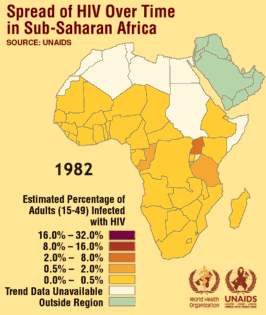 Spread of HIV Over Time
in Sub-Saharan Africa
SOURCE: UNAIDS
1982
Estimated Percentage of
Adults (15-49) Infected
with HIV
16.0% – 32.0%
8.0% – 16.0%
2.0% – 8.0%
0.5% – 2.0%
0.0% – 0.5%
Trend Data Unavailable
Outside Region
World Health
Organization
UNAIDS